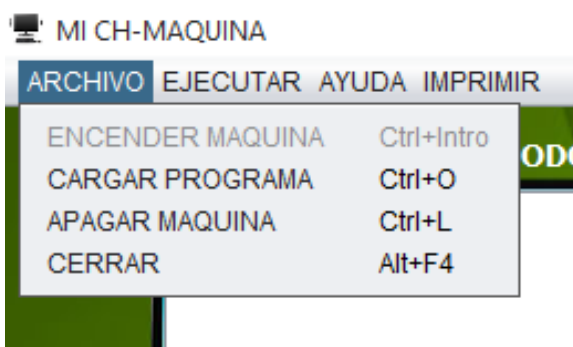 MI CH-MAQUINA
ARCHIVO EJECUTAR AYUDA IMPRIMIR
ENCENDER MAQUINA Ctrl+Intro
CARGAR PROGRAMA Ctrl+O
APAGAR MAQUINA Ctrl+L
CERRAR Alt+F4